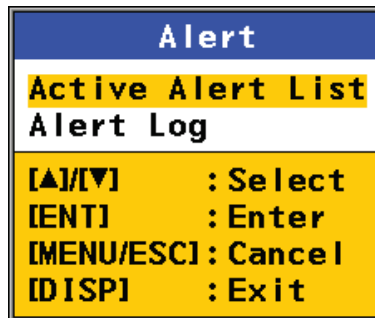 Alert
Active Alert List
Alert Log
[▲]/[▼] : Select
[ENT] : Enter
[MENU/ESC] : Cancel
[DISP] : Exit